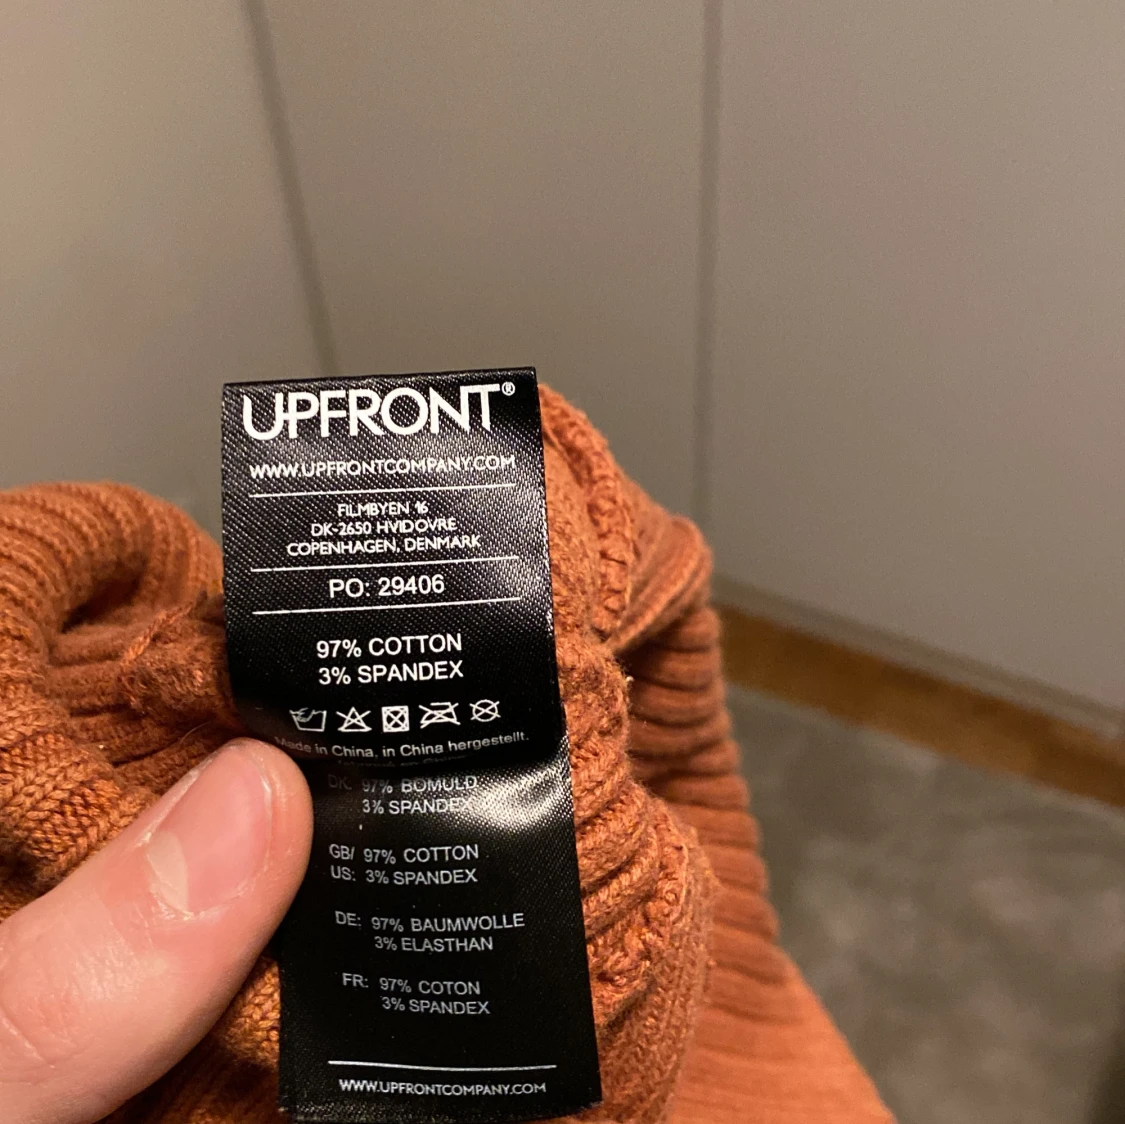 UPFRONT®
WWW.UPFRONTCOMPANY.COM
FILMBYEN 16
DK-2650 HVIDOVRE
COPENHAGEN, DENMARK
PO: 29406
97% COTTON
3% SPANDEX
Made in China, in China hergestellt.
DK: 97% BOMULD
3% SPANDEX
GB/ 97% COTTON
US: 3% SPANDEX
DE: 97% BAUMWOLLE
3% ELASTHAN
FR: 97% COTON
3% SPANDEX
WWW.UPFRONTCOMPANY.COM